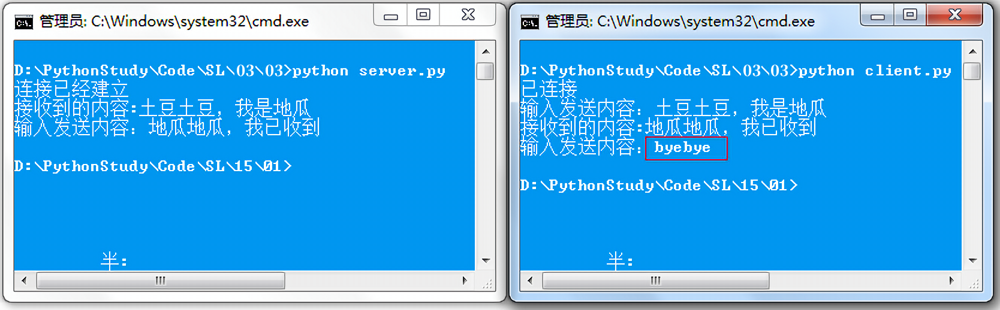 管理员: C:\Windows\system32\cmd.exe
D:\PythonStudy\Code\SL\03\03>python server.py
连接已经建立
接收到的内容:土豆土豆，我是地瓜
输入发送内容：地瓜地瓜，我已收到
D:\PythonStudy\Code\SL\15\01>
半:
管理员: C:\Windows\system32\cmd.exe
D:\PythonStudy\Code\SL\03\03>python client.py
已连接
输入发送内容：土豆土豆，我是地瓜
接收到的内容:地瓜地瓜，我已收到
输入发送内容：byebye
D:\PythonStudy\Code\SL\15\01>
半: